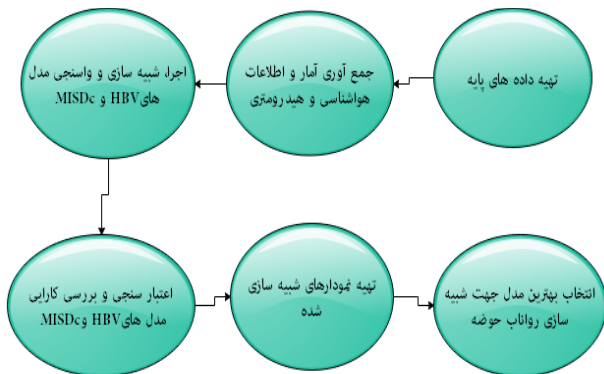 تهیه داده های پایه
جمع آوری آمار و اطلاعات
هواشناسی و هیدرومتری
اجرا، شبیه سازی و واسنجی مدل
های HBV و MISDc.
اعتبار سنجی و بررسی کارایی
مدل های HBV و MISDc.
تهیه نمودارهای شبیه سازی
شده
انتخاب بهترین مدل جهت شبیه
سازی رواناب حوضه